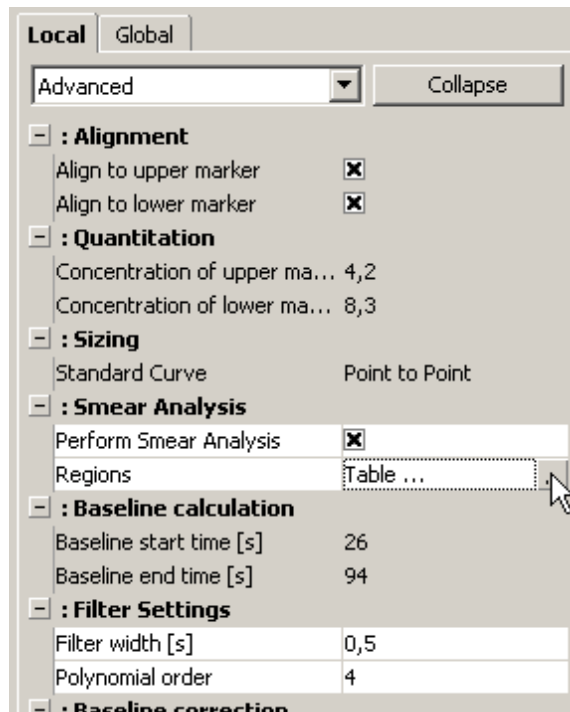 Local Global
Advanced Collapse
: Alignment
Align to upper marker
Align to lower marker
: Quantitation
Concentration of upper ma... 4,2
Concentration of lower ma... 8,3
: Sizing
Standard Curve Point to Point
: Smear Analysis
Perform Smear Analysis
Regions Table ...
: Baseline calculation
Baseline start time [s] 26
Baseline end time [s] 94
: Filter Settings
Filter width [s] 0,5
Polynomial order 4
: Baseline correction